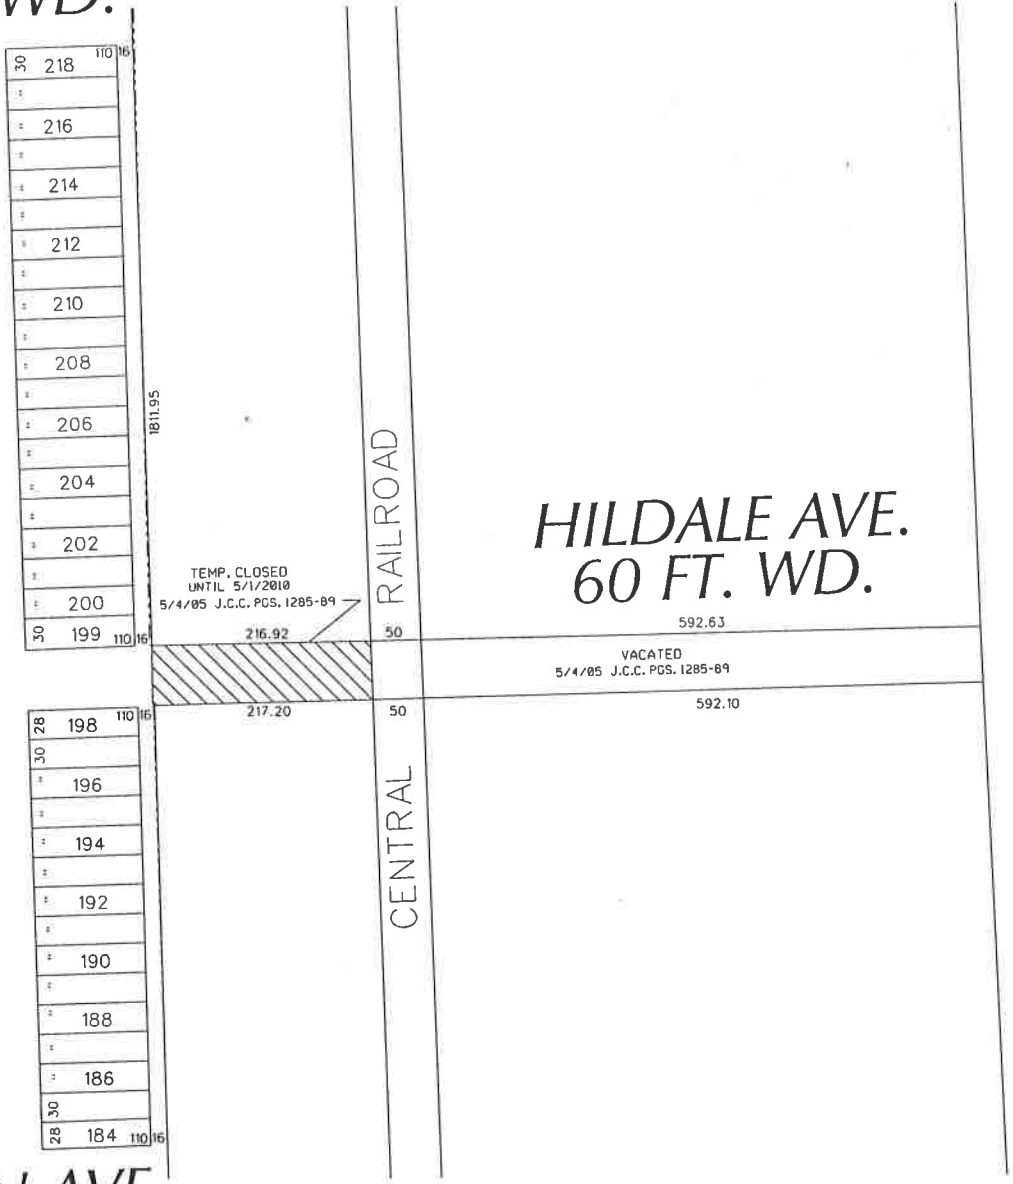 WD.
30 218 110 16
"
" 216
"
" 214
"
" 212
"
" 210
"
" 208
"
" 206
"
" 204
"
" 202
"
" 200
30 199 110 16
1811.95
RAILROAD
HILDALE AVE.
60 FT. WD.
TEMP. CLOSED
UNTIL 5/1/2010
5/4/05 J.C.C. PGS. 1285-89
216.92
50
592.63
VACATED
5/4/05 J.C.C. PGS. 1285-89
217.20
50
592.10
CENTRAL
28 198 110 16
30
" 196
"
" 194
"
" 192
"
" 190
"
" 188
"
" 186
30
28 184 110 16
AVE